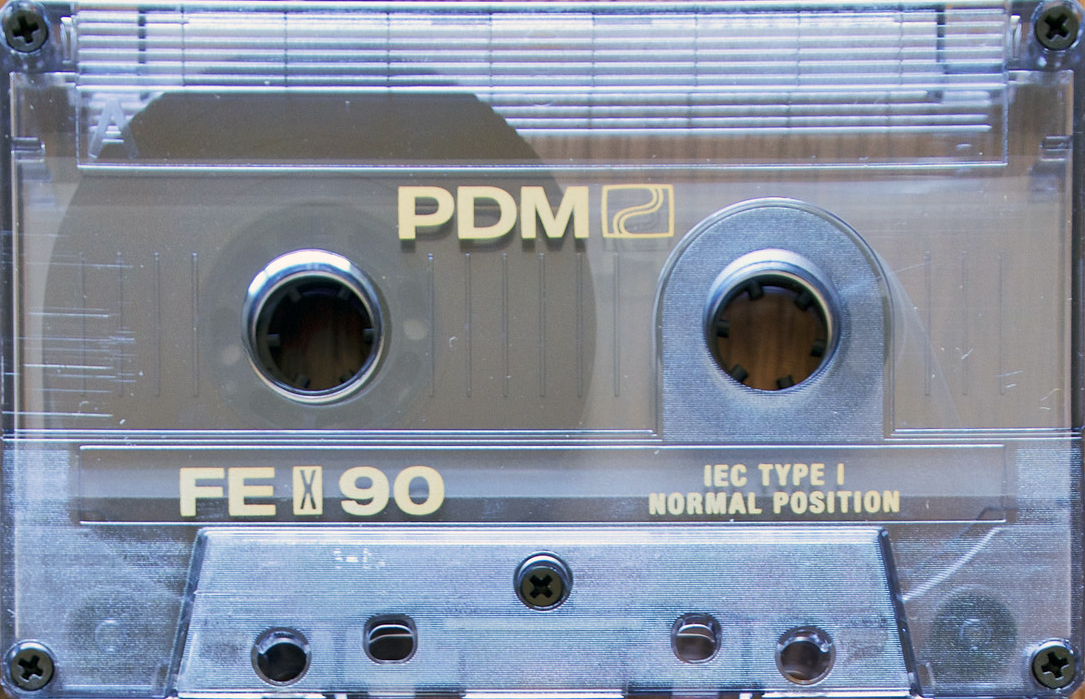 A
PDM
FE X 90
IEC TYPE I
NORMAL POSITION